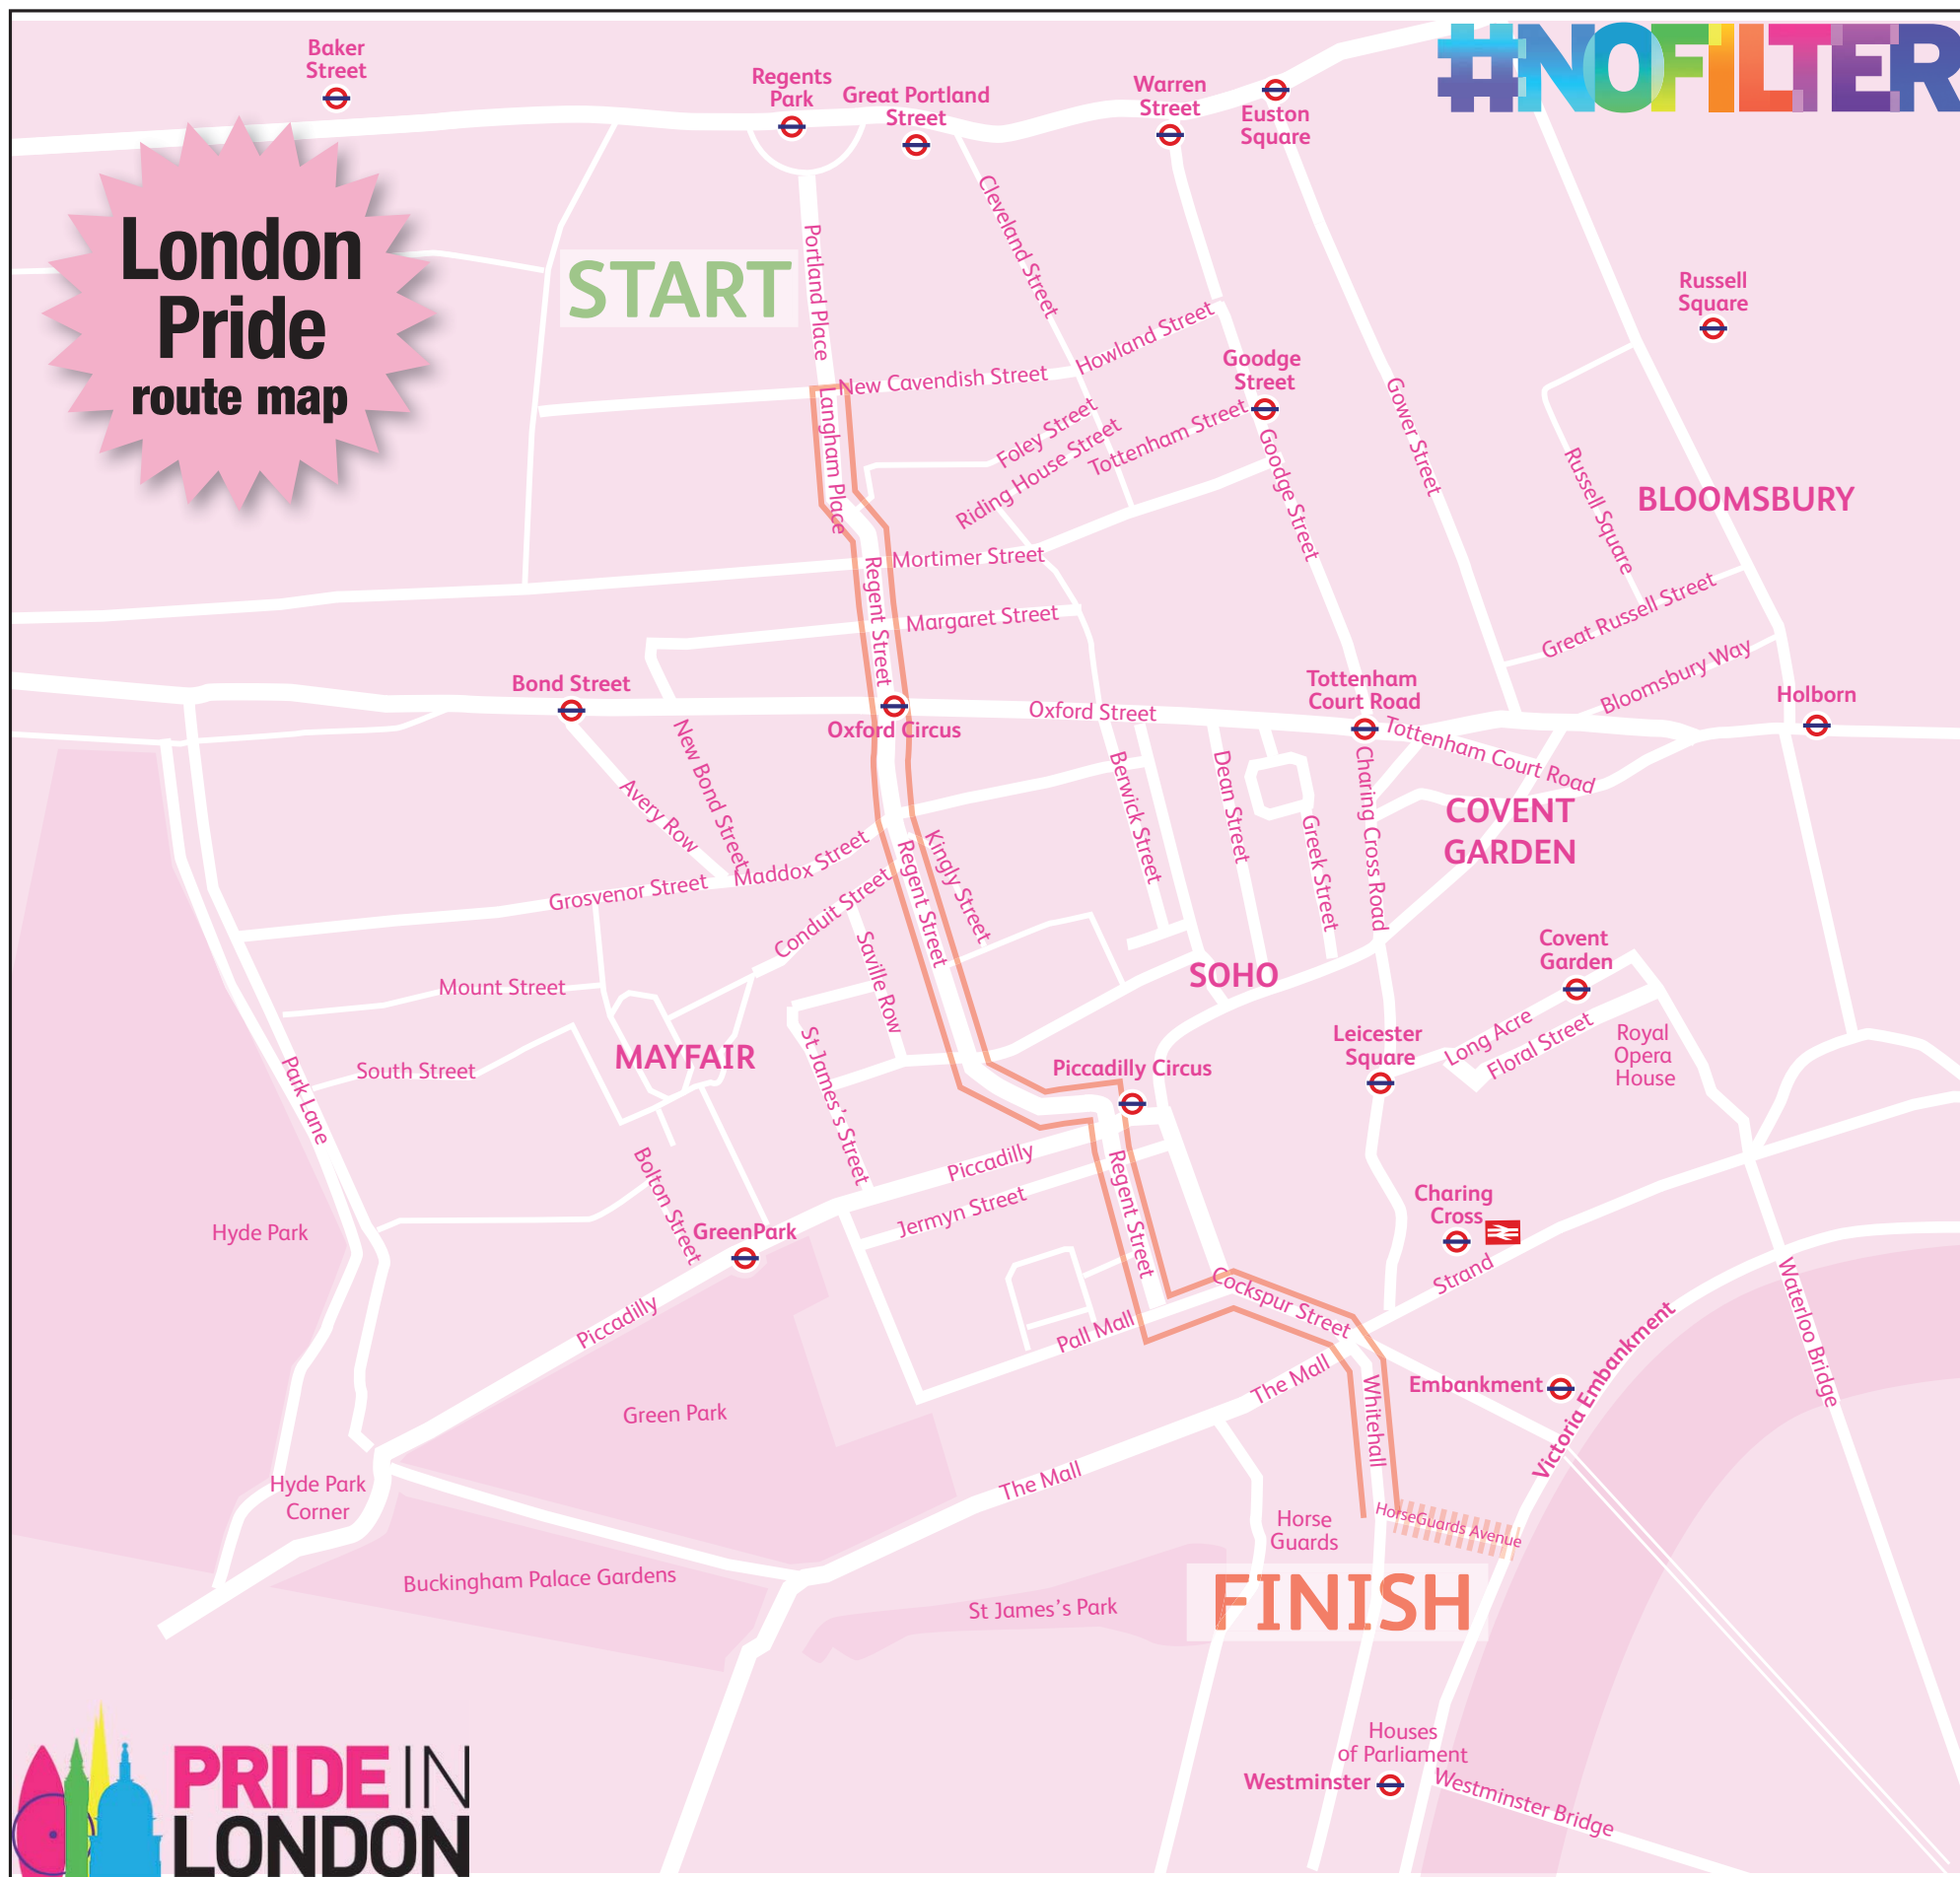 #NOFILTER
Baker
Street
Regents
Park
Great Portland
Street
Warren
Street
Euston
Square
London
Pride
route map
START
Portland Place
Cleveland Street
Howland Street
Russell
Square
New Cavendish Street
Goodge
Street
Langham Place
Foley Street
Riding House Street
Tottenham Street
Goodge Street
Gower Street
Russell Square
BLOOMSBURY
Mortimer Street
Regent Street
Margaret Street
Great Russell Street
Bloomsbury Way
Bond Street
Oxford Circus
Oxford Street
Tottenham
Court Road
Tottenham Court Road
Holborn
New Bond Street
Avery Row
Berwick Street
Dean Street
Greek Street
Charing Cross Road
COVENT
GARDEN
Grosvenor Street
Maddox Street
Conduit Street
Regent Street
Kingly Street
Saville Row
SOHO
Covent
Garden
Mount Street
South Street
MAYFAIR
St James's Street
Piccadilly Circus
Leicester
Square
Long Acre
Floral Street
Royal
Opera
House
Park Lane
Bolton Street
Piccadilly
Jermyn Street
Regent Street
Hyde Park
GreenPark
Charing
Cross
Strand
Cockspur Street
Piccadilly
Pall Mall
The Mall
Whitehall
Embankment
Victoria Embankment
Waterloo Bridge
Green Park
The Mall
Hyde Park
Corner
Horse
Guards
HorseGuards Avenue
Buckingham Palace Gardens
St James's Park
FINISH
Houses
of Parliament
Westminster
Westminster Bridge
PRIDE IN
LONDON